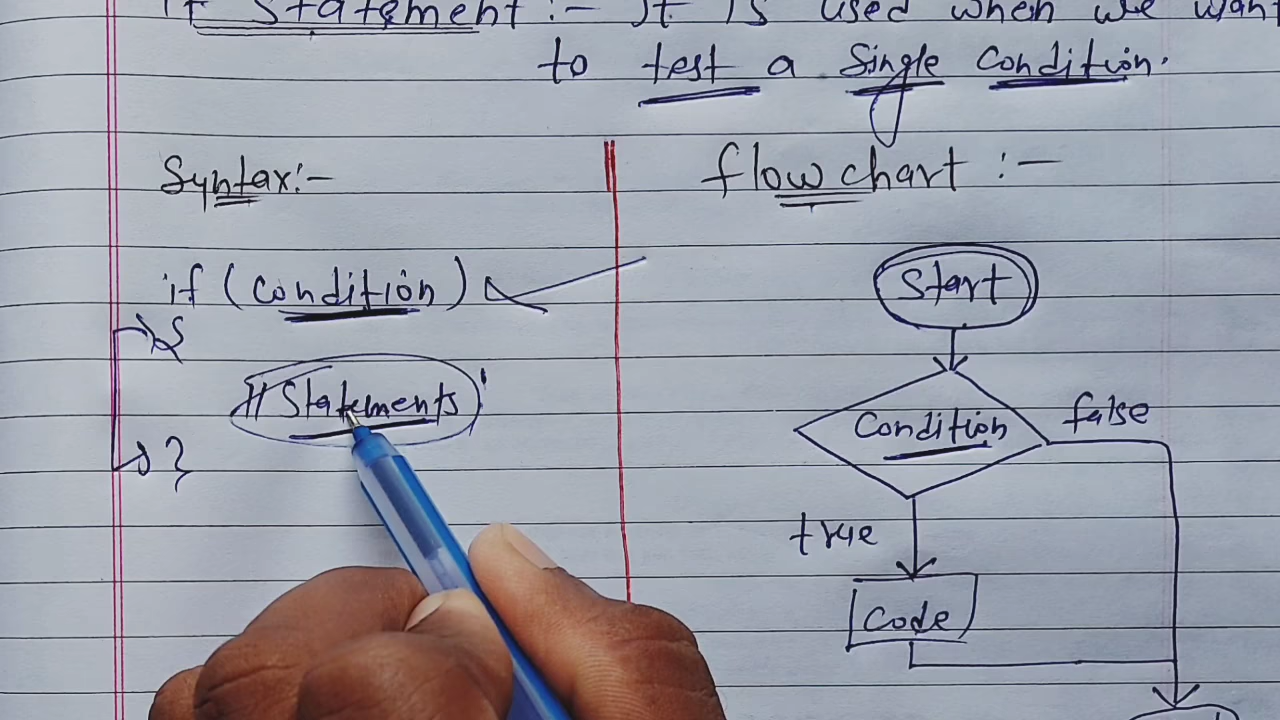 If Statement :- It is used when we want
to test a Single Condition.
Syntax:-
if (Condition)
{
// Statements
}
flow chart :-
Start
Condition
false
true
Code